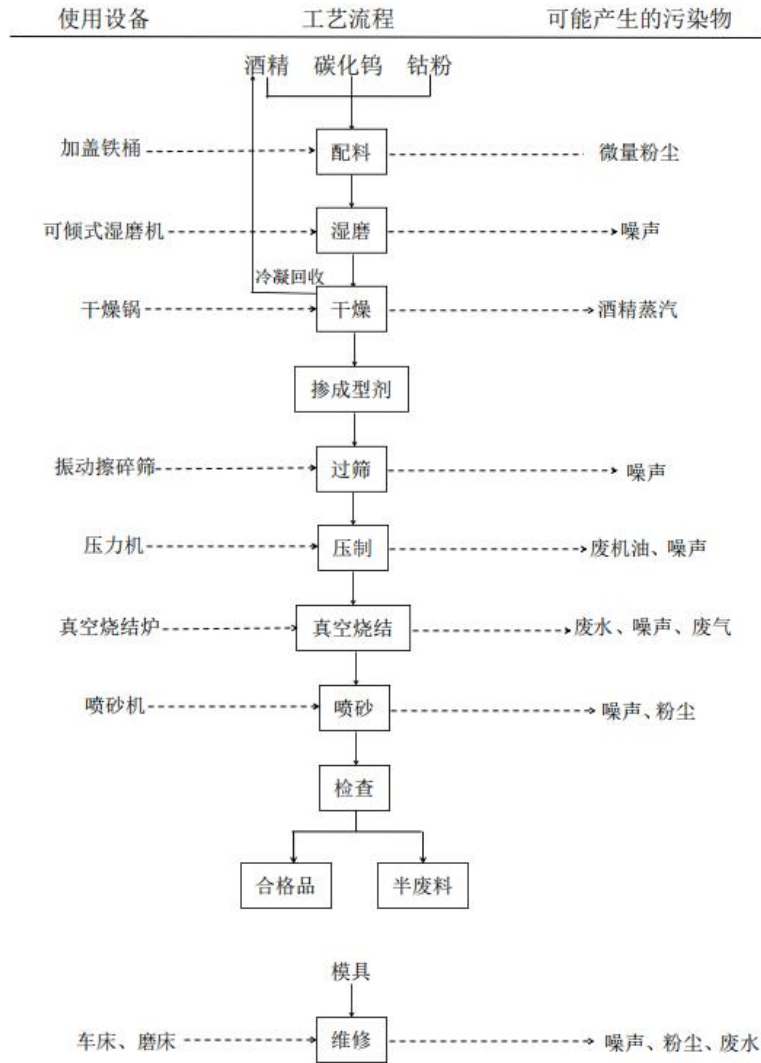 使用设备 工艺流程 可能产生的污染物
酒精 碳化钨 钴粉
加盖铁桶 配料 微量粉尘
可倾式湿磨机 湿磨 噪声
冷凝回收
干燥锅 干燥 酒精蒸汽
掺成型剂
振动擦碎筛 过筛 噪声
压力机 压制 废机油、噪声
真空烧结炉 真空烧结 废水、噪声、废气
喷砂机 喷砂 噪声、粉尘
检查
合格品 半废料
模具
车床、磨床 维修 噪声、粉尘、废水